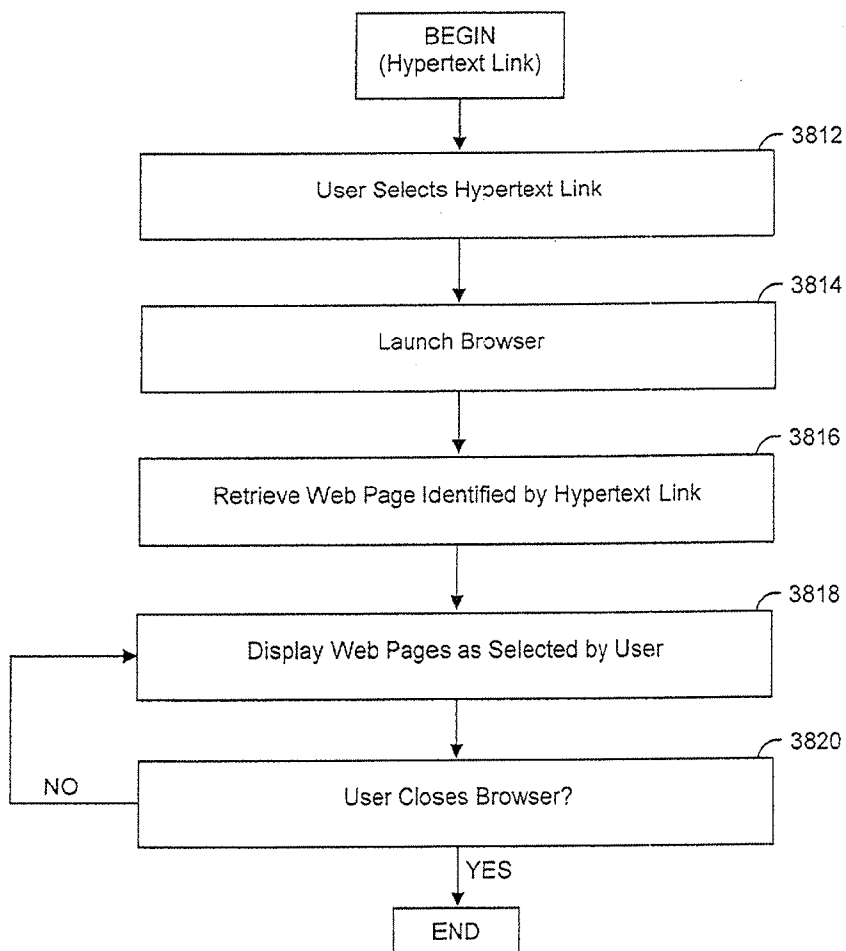 BEGIN
(Hypertext Link)
3812
User Selects Hypertext Link
3814
Launch Browser
3816
Retrieve Web Page Identified by Hypertext Link
3818
Display Web Pages as Selected by User
3820
User Closes Browser?
NO
YES
END